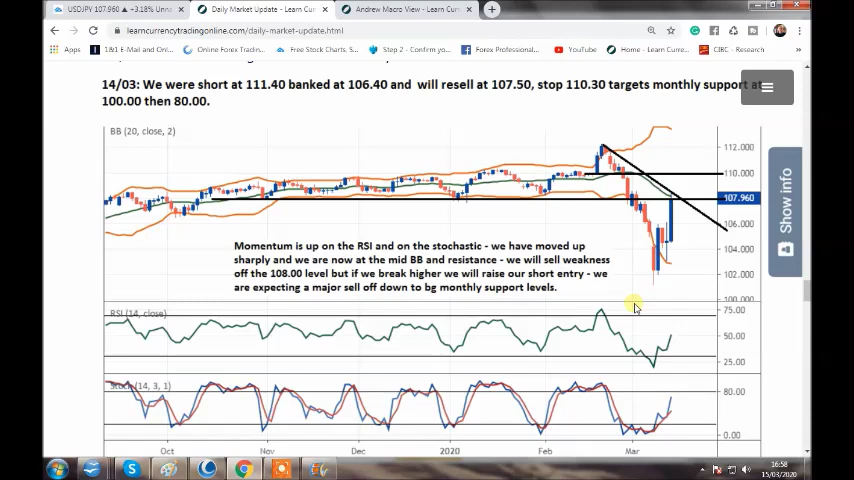 USDJPY 107.960 ▲ +3.18% Unna
Daily Market Update - Learn Curr
Andrew Macro View - Learn Curr
learncurrencytradingonline.com/daily-market-update.html
Apps
1&1 E-Mail and Onli...
Online Forex Trading...
Free Stock Charts, S...
Step 2 - Confirm yo...
Forex Professional...
YouTube
Home - Learn Curre...
CIBC - Research
14/03: We were short at 111.40 banked at 106.40 and will resell at 107.50, stop 110.30 targets monthly support at
100.00 then 80.00.
BB (20, close, 2)
112.000
110.000
107.960
106.000
104.000
102.000
100.000
Show info
Momentum is up on the RSI and on the stochastic - we have moved up
sharply and we are now at the mid BB and resistance - we will sell weakness
off the 108.00 level but if we break higher we will raise our short entry - we
are expecting a major sell off down to bg monthly support levels.
RSI (14, close)
75.00
50.00
25.00
Stoch (14, 3, 1)
80.00
0.00
Oct
Nov
Dec
2020
Feb
Mar
16:58
15/03/2020